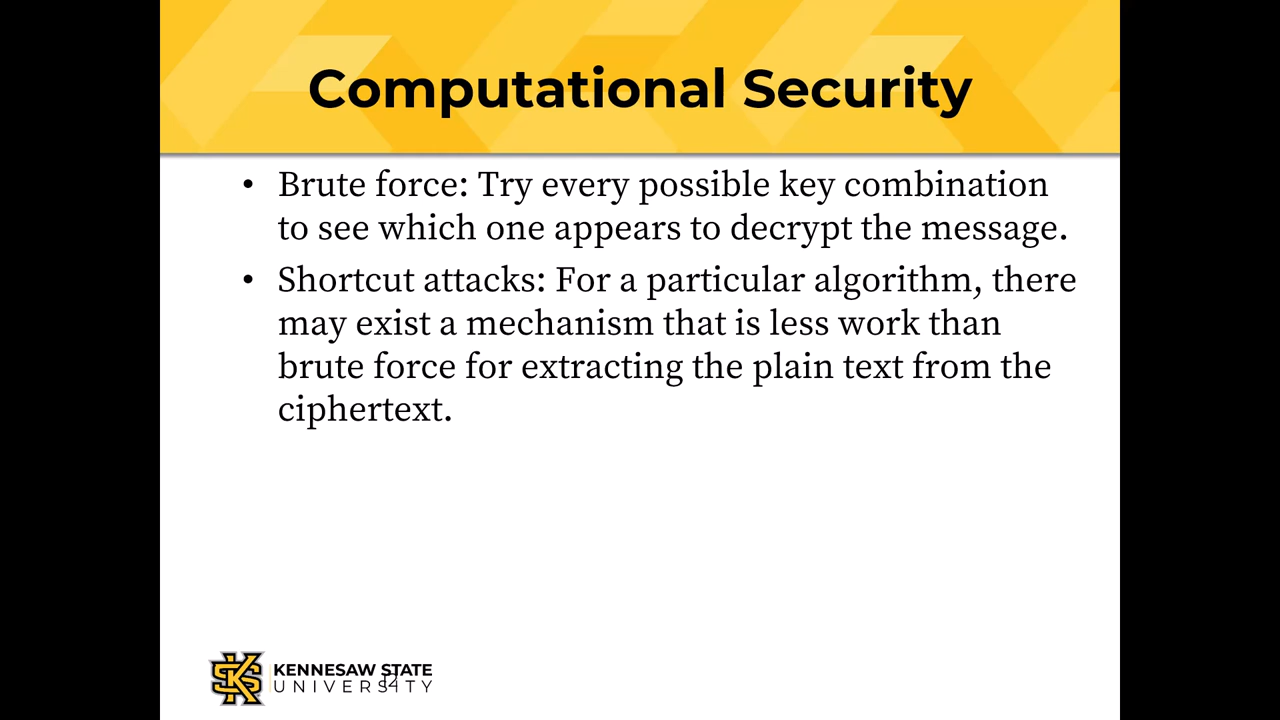 Computational Security
• Brute force: Try every possible key combination
to see which one appears to decrypt the message.
• Shortcut attacks: For a particular algorithm, there
may exist a mechanism that is less work than
brute force for extracting the plain text from the
ciphertext.
KENNESAW STATE
UNIVERSITY
12